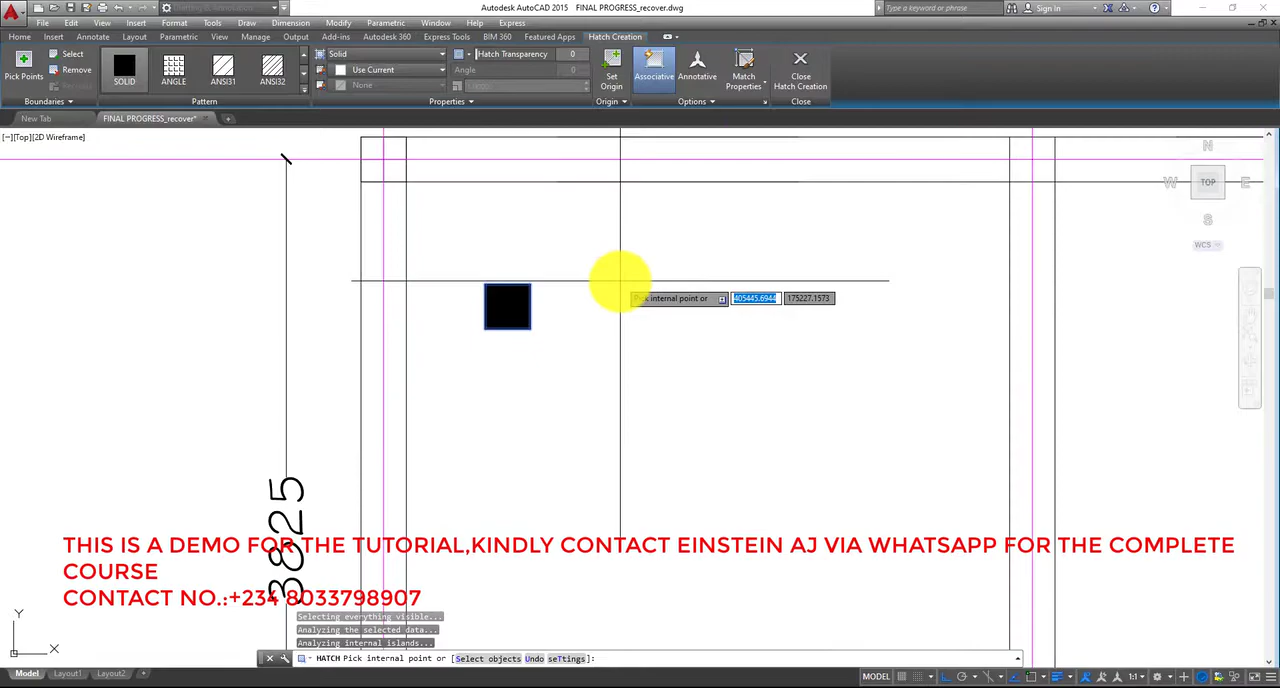 Autodesk AutoCAD 2015 FINAL PROGRESS_recover.dwg
Drafting & Annotation
Type a keyword or phrase
Sign In
File Edit View Insert Format Tools Draw Dimension Modify Parametric Window Help Express
Home Insert Annotate Layout Parametric View Manage Output Add-ins Autodesk 360 Express Tools BIM 360 Featured Apps Hatch Creation
Pick Points
Select
Remove
Recreate
SOLID
ANGLE
ANSI31
ANSI32
Solid
Use Current
None
Hatch Transparency 0
Angle 0
Set Origin
Associative
Annotative
Match Properties
Close Hatch Creation
Boundaries Pattern Properties Origin Options Close
New Tab FINAL PROGRESS_recover*
[−][Top][2D Wireframe]
N
W TOP E
S
WCS
Pick internal point or 405445.6944 175227.1573
3825
THIS IS A DEMO FOR THE TUTORIAL,KINDLY CONTACT EINSTEIN AJ VIA WHATSAPP FOR THE COMPLETE
COURSE
CONTACT NO.:+234 8033798907
Selecting everything visible...
Analyzing the selected data...
Analyzing internal islands...
Y
X
HATCH Pick internal point or [Select objects Undo seTtings]:
Model Layout1 Layout2 +
MODEL 1:1